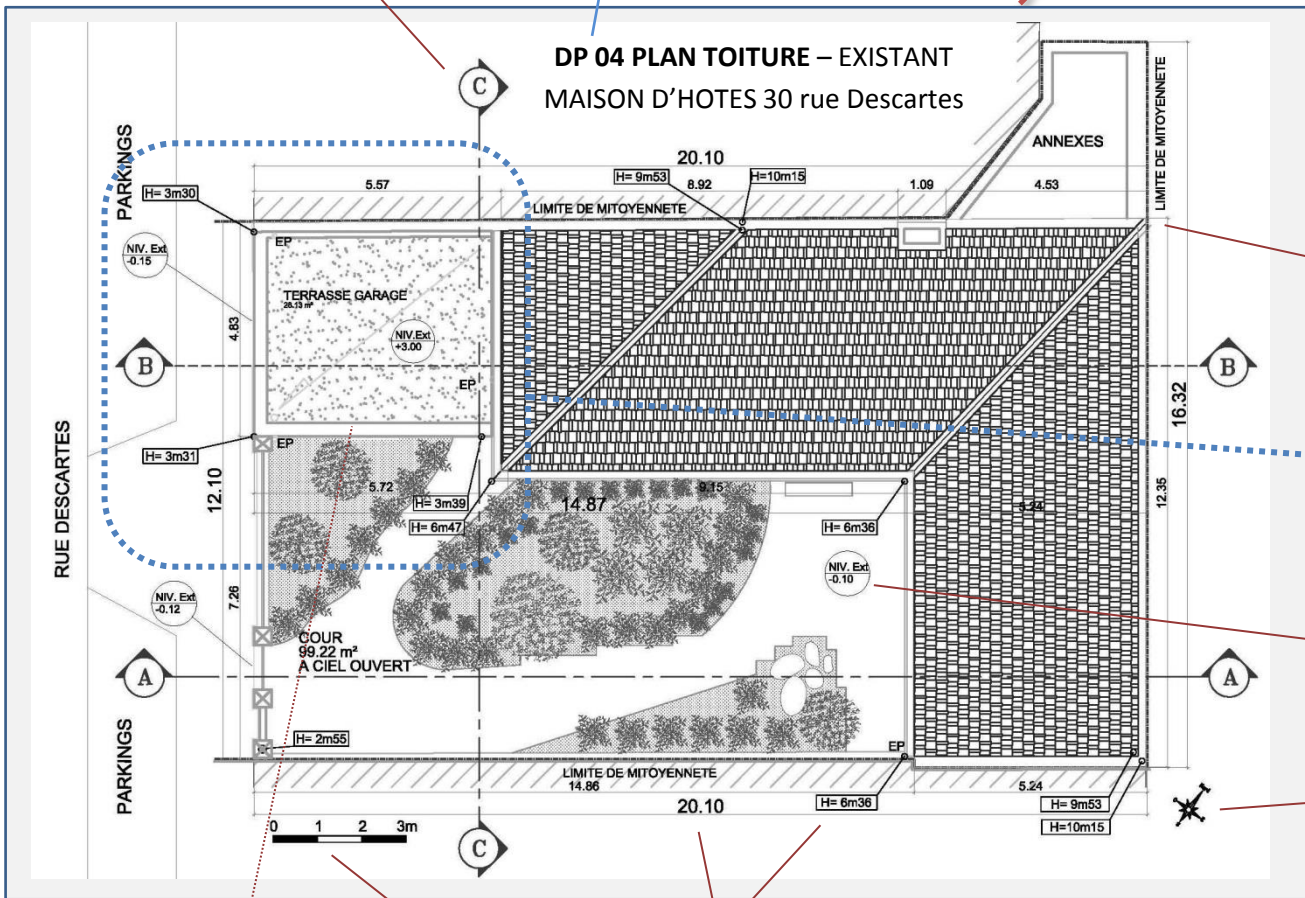 DP 04 PLAN TOITURE – EXISTANT
MAISON D'HOTES 30 rue Descartes
C
PARKINGS
ANNEXES
LIMITE DE MITOYENNETE
20.10
5.57
H= 9m53
H=10m15
8.92
1.09
4.53
H= 3m30
LIMITE DE MITOYENNETE
EP
NIV. Ext
-0.15
TERRASSE GARAGE
26.13 m²
4.83
NIV.Ext
+3.00
B
B
EP
16.32
RUE DESCARTES
H= 3m31
EP
12.10
5.72
H= 3m39
14.87
9.15
H= 6m47
H= 6m36
5.24
12.35
NIV. Ext
-0.10
NIV. Ext
-0.12
7.26
COUR
99.22 m²
A CIEL OUVERT
A
A
H= 2m55
EP
PARKINGS
LIMITE DE MITOYENNETE
14.86
5.24
20.10
H= 6m36
H= 9m53
H=10m15
0 1 2 3m
C